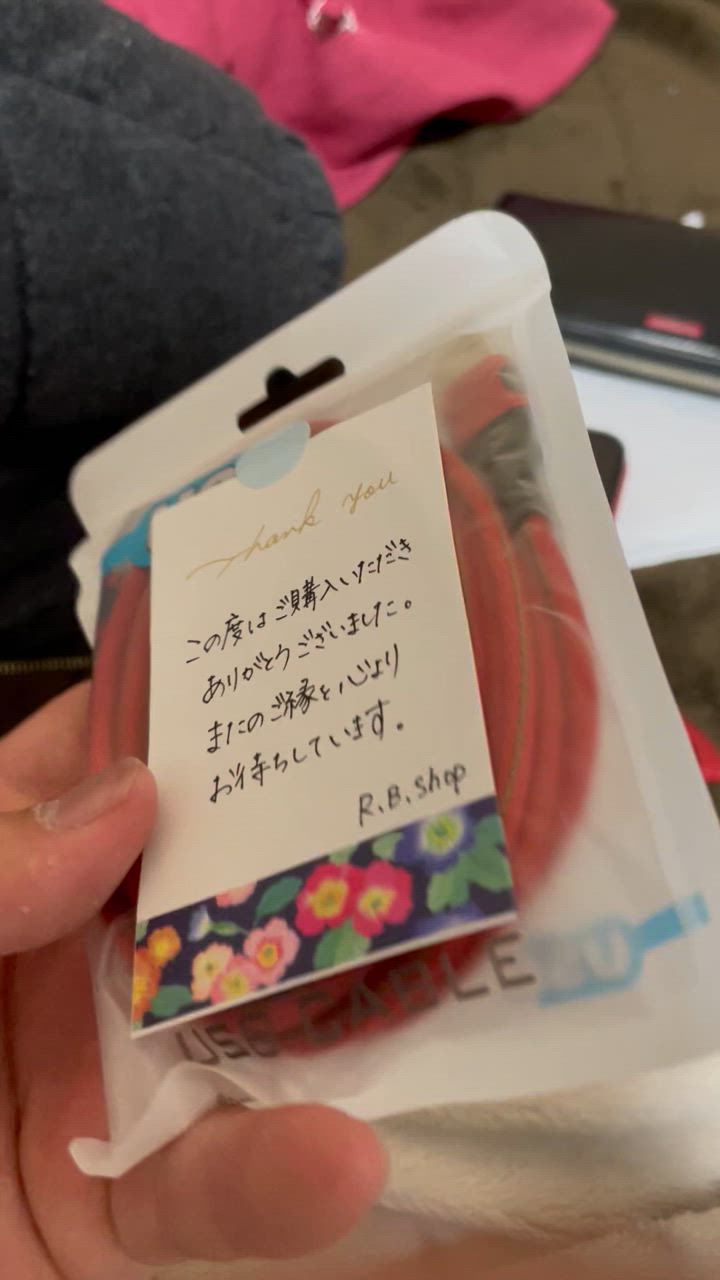 Thank you
この度はご購入いただき
ありがとうございました。
またのご縁を心より
お待ちしています。
R.B.shop
USB CABLE